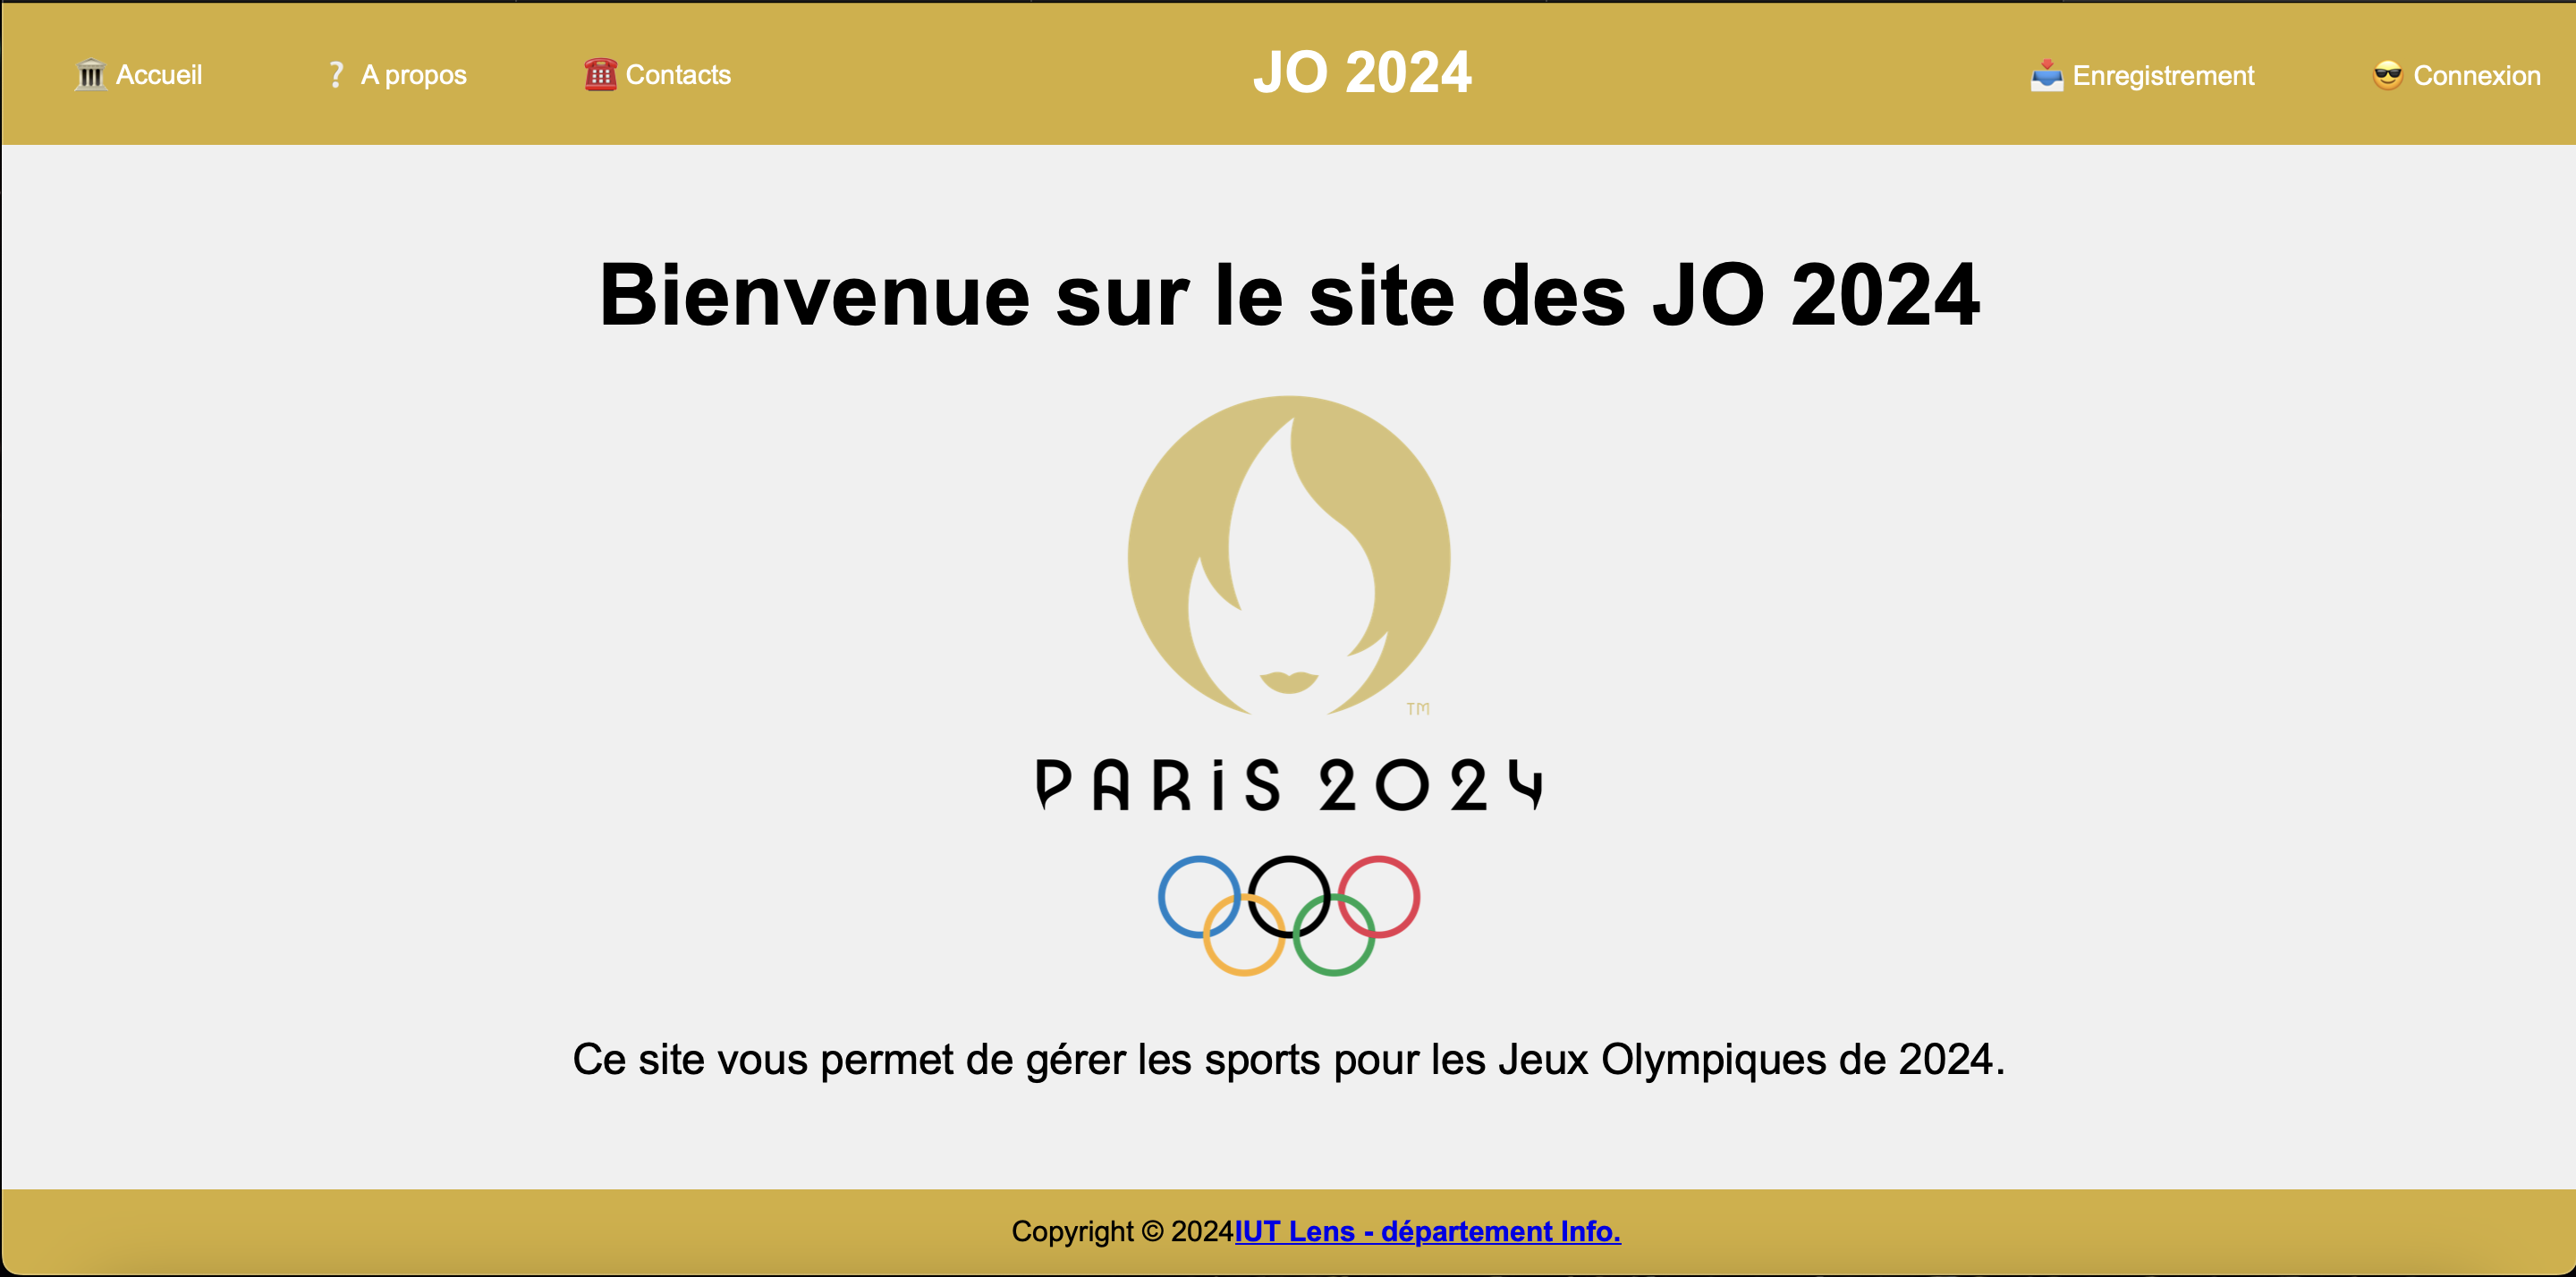 🏛️ Accueil ❔ A propos ☎️ Contacts JO 2024 📥 Enregistrement 😎 Connexion
Bienvenue sur le site des JO 2024
TM
PARiS 2024
Ce site vous permet de gérer les sports pour les Jeux Olympiques de 2024.
Copyright © 2024IUT Lens - département Info.